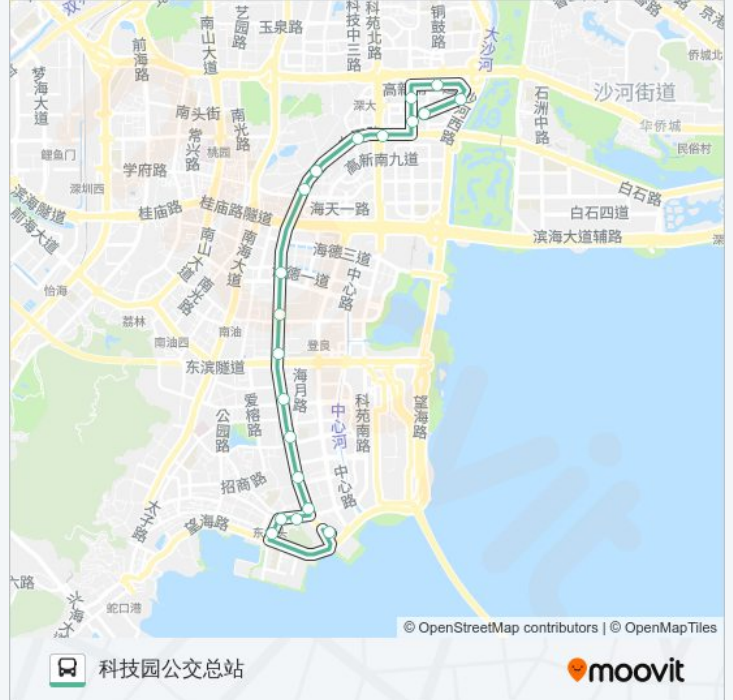 双
前海路
南山大道
艺园路
玉泉路
科技中三路
科苑北路
铜鼓路
大沙河
京港
侨城北
梦海大道
高新南
沙河街道
深大
石洲中路
沙河西路
华侨城
民俗村
南头街
常兴路
南光路
桃园
鲤鱼门
学府路
高新南九道
深圳西
白石路
滨海隧道
前海大道
桂庙路
桂庙路隧道
海天一路
白石四道
滨海大道辅路
深
南山大道
南海大道
南光路
海德三道
德一道
中心路
怡海
荔林
南油
南油四
登良
东滨隧道
海月路
爱榕路
公园路
中心河
科苑南路
望海路
招商路
中心路
太子路
望海路
东
六路
蛇口港
兴海大
© OpenStreetMap contributors | © OpenMapTiles
科技园公交总站
moovit